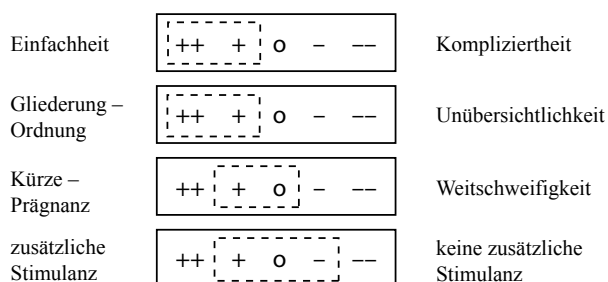 Einfachheit ++ + o – –– Kompliziertheit
Gliederung –
Ordnung ++ + o – –– Unübersichtlichkeit
Kürze –
Prägnanz ++ + o – –– Weitschweifigkeit
zusätzliche
Stimulanz ++ + o – –– keine zusätzliche
Stimulanz